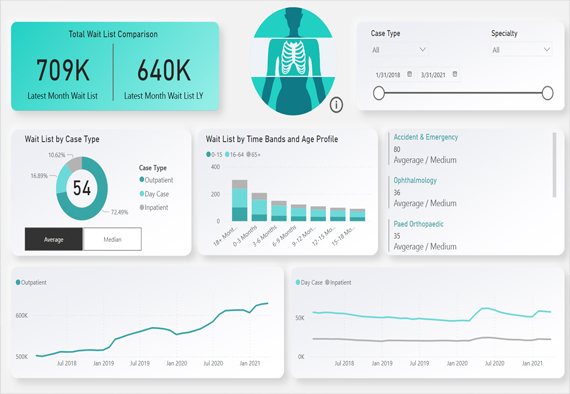 Total Wait List Comparison
709K
Latest Month Wait List
640K
Latest Month Wait List LY
i
Case Type
All
Specialty
All
1/31/2018
3/31/2021
Wait List by Case Type
10.62%
16.89%
54
72.49%
Case Type
Outpatient
Day Case
Inpatient
Average
Median
Wait List by Time Bands and Age Profile
0-15 16-64 65+
400
200
0
18+ Mont...
0-3 Months
3-6 Months
6-9 Months
9-12 Mon...
12-15 Mo...
15-18 Mo...
Accident & Emergency
80
Avgerage / Medium
Ophthalmology
36
Avgerage / Medium
Paed Orthopaedic
35
Avgerage / Medium
Outpatient
600K
500K
Jul 2018 Jan 2019 Jul 2019 Jan 2020 Jul 2020 Jan 2021
Day Case Inpatient
50K
0K
Jul 2018 Jan 2019 Jul 2019 Jan 2020 Jul 2020 Jan 2021